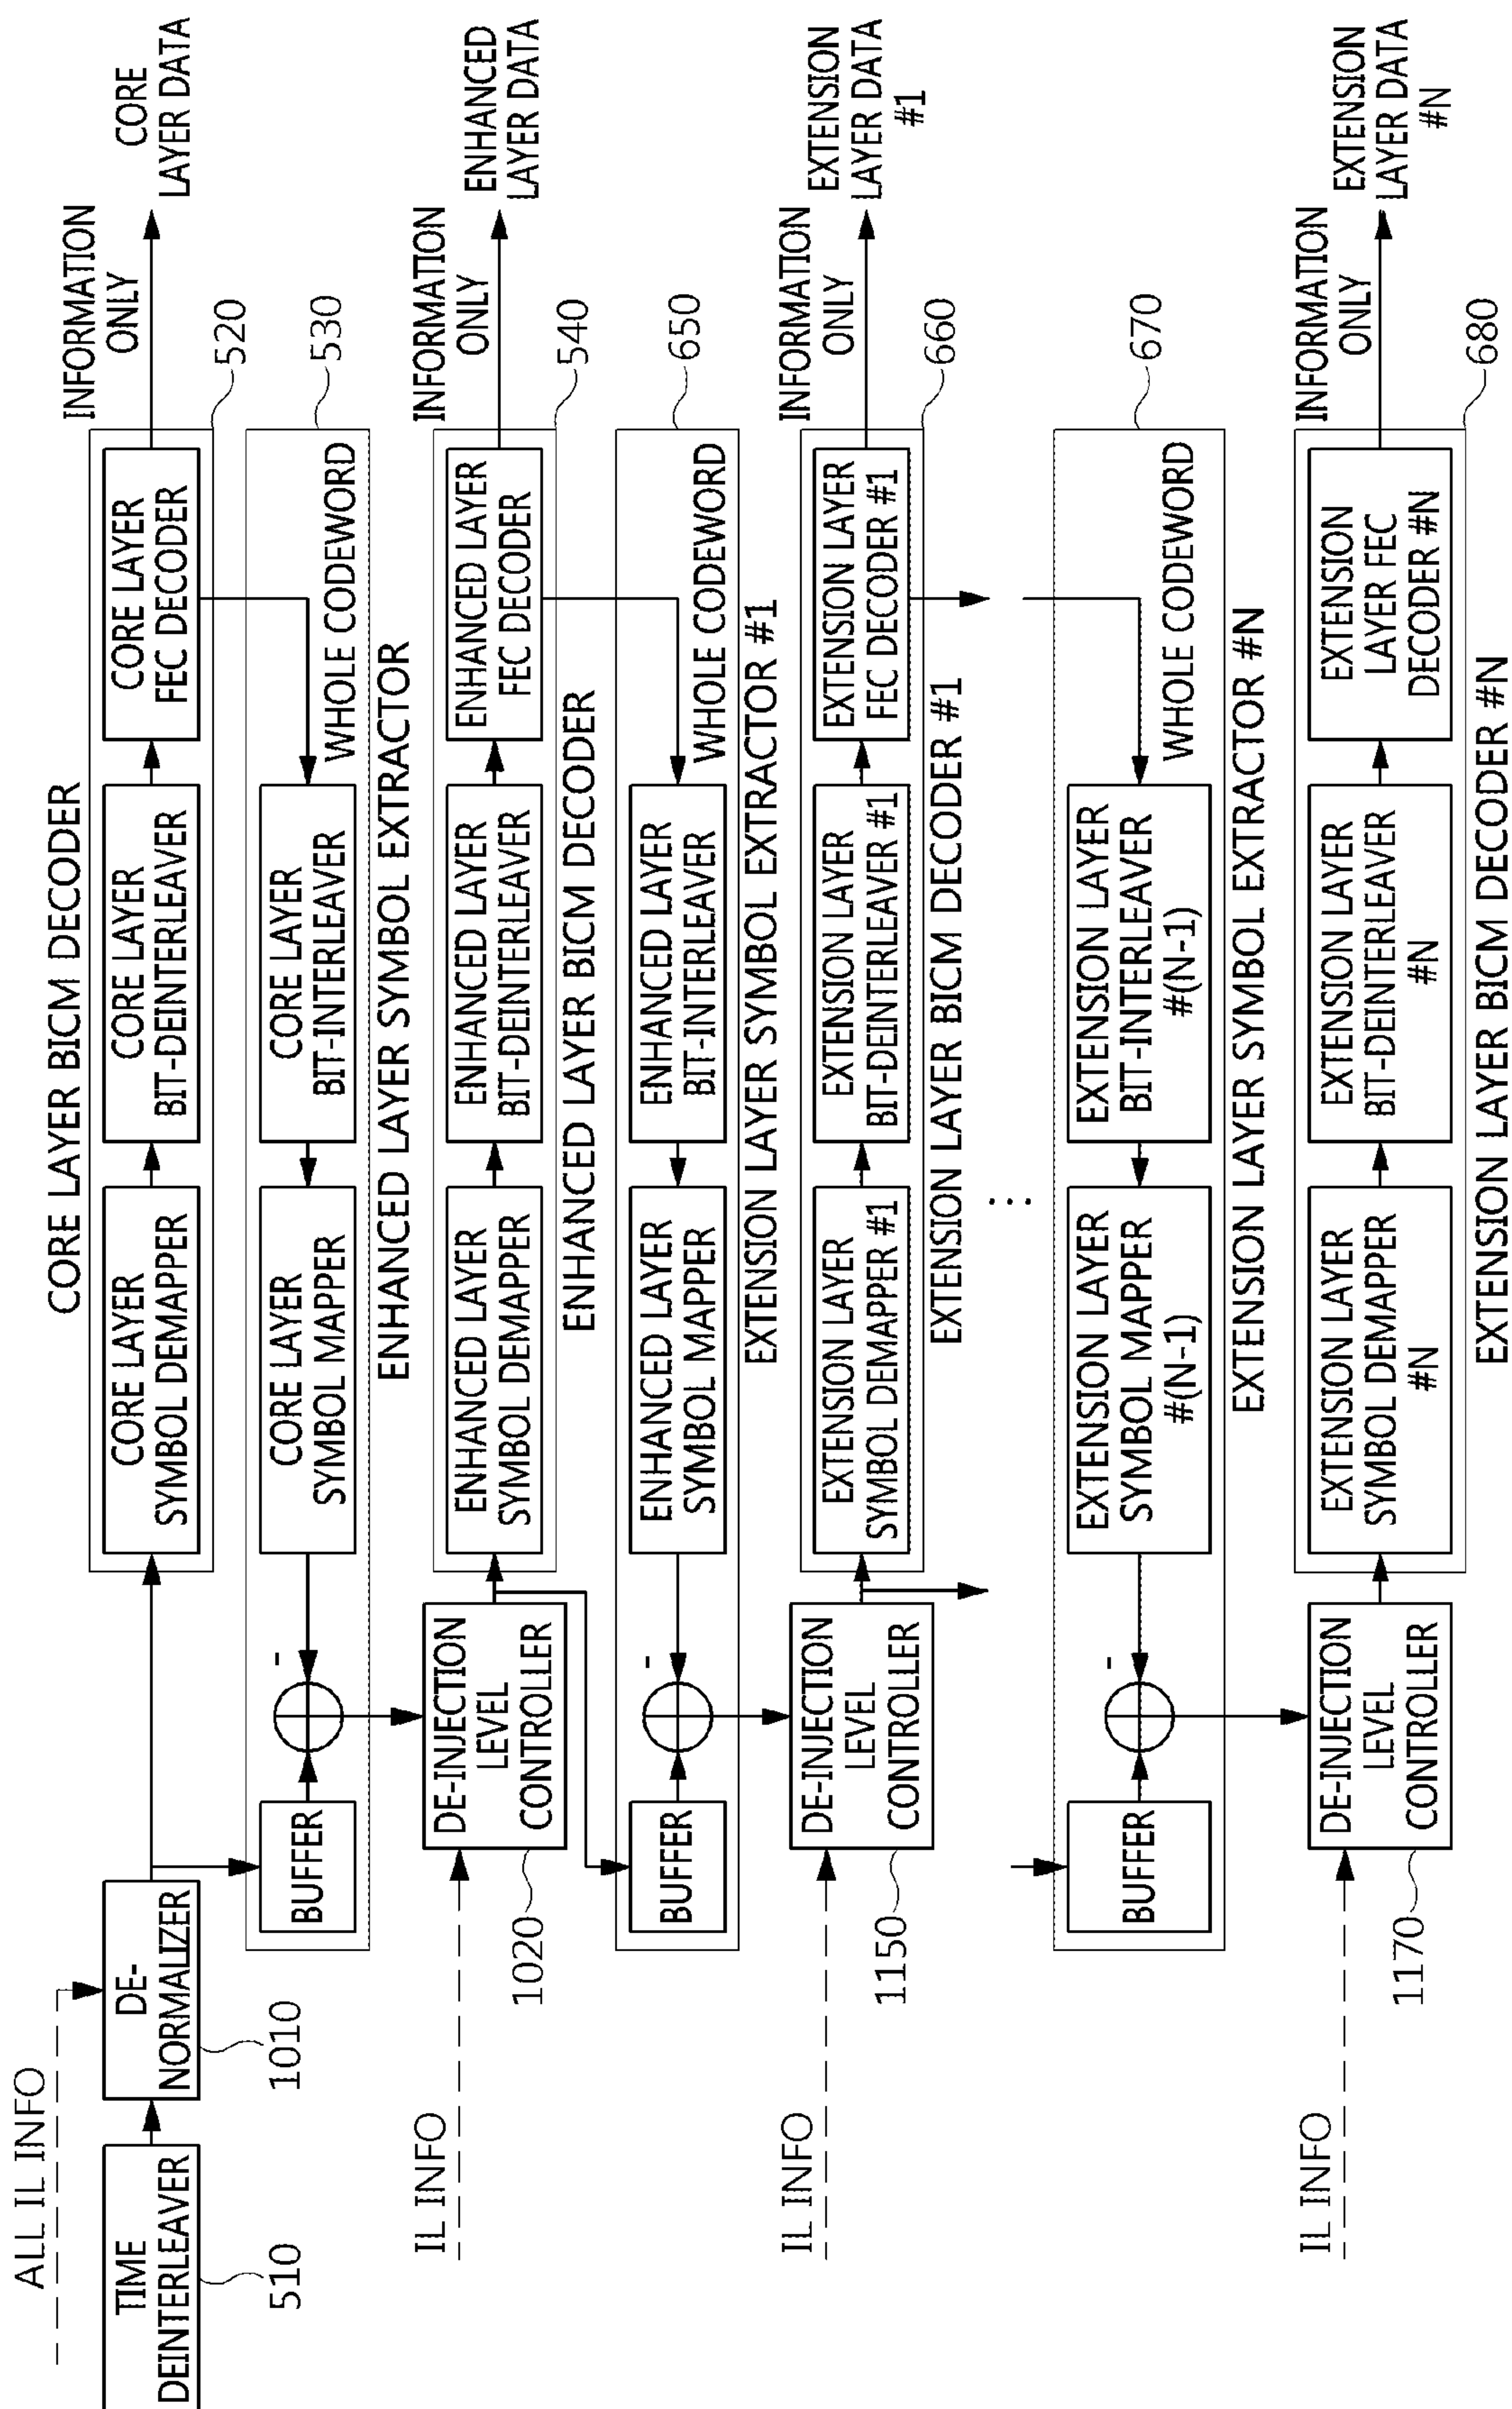 ALL IL INFO
TIME
DEINTERLEAVER
510
DE-
NORMALIZER
1010
CORE LAYER BICM DECODER
CORE LAYER
SYMBOL DEMAPPER
CORE LAYER
BIT-DEINTERLEAVER
CORE LAYER
FEC DECODER
INFORMATION
ONLY
CORE
LAYER DATA
520
BUFFER
-
CORE LAYER
SYMBOL MAPPER
CORE LAYER
BIT-INTERLEAVER
WHOLE CODEWORD
530
ENHANCED LAYER SYMBOL EXTRACTOR
IL INFO
DE-INJECTION
LEVEL
CONTROLLER
1020
ENHANCED LAYER
SYMBOL DEMAPPER
ENHANCED LAYER
BIT-DEINTERLEAVER
ENHANCED LAYER
FEC DECODER
INFORMATION
ONLY
ENHANCED
LAYER DATA
540
ENHANCED LAYER BICM DECODER
BUFFER
-
ENHANCED LAYER
SYMBOL MAPPER
ENHANCED LAYER
BIT-INTERLEAVER
WHOLE CODEWORD
650
EXTENSION LAYER SYMBOL EXTRACTOR #1
IL INFO
DE-INJECTION
LEVEL
CONTROLLER
1150
EXTENSION LAYER
SYMBOL DEMAPPER #1
EXTENSION LAYER
BIT-DEINTERLEAVER #1
EXTENSION LAYER
FEC DECODER #1
INFORMATION
ONLY
EXTENSION
LAYER DATA
#1
660
EXTENSION LAYER BICM DECODER #1
...
BUFFER
-
EXTENSION LAYER
SYMBOL MAPPER
#(N-1)
EXTENSION LAYER
BIT-INTERLEAVER
#(N-1)
WHOLE CODEWORD
670
EXTENSION LAYER SYMBOL EXTRACTOR #N
IL INFO
DE-INJECTION
LEVEL
CONTROLLER
1170
EXTENSION LAYER
SYMBOL DEMAPPER
#N
EXTENSION LAYER
BIT-DEINTERLEAVER
#N
EXTENSION
LAYER FEC
DECODER #N
INFORMATION
ONLY
EXTENSION
LAYER DATA
#N
680
EXTENSION LAYER BICM DECODER #N